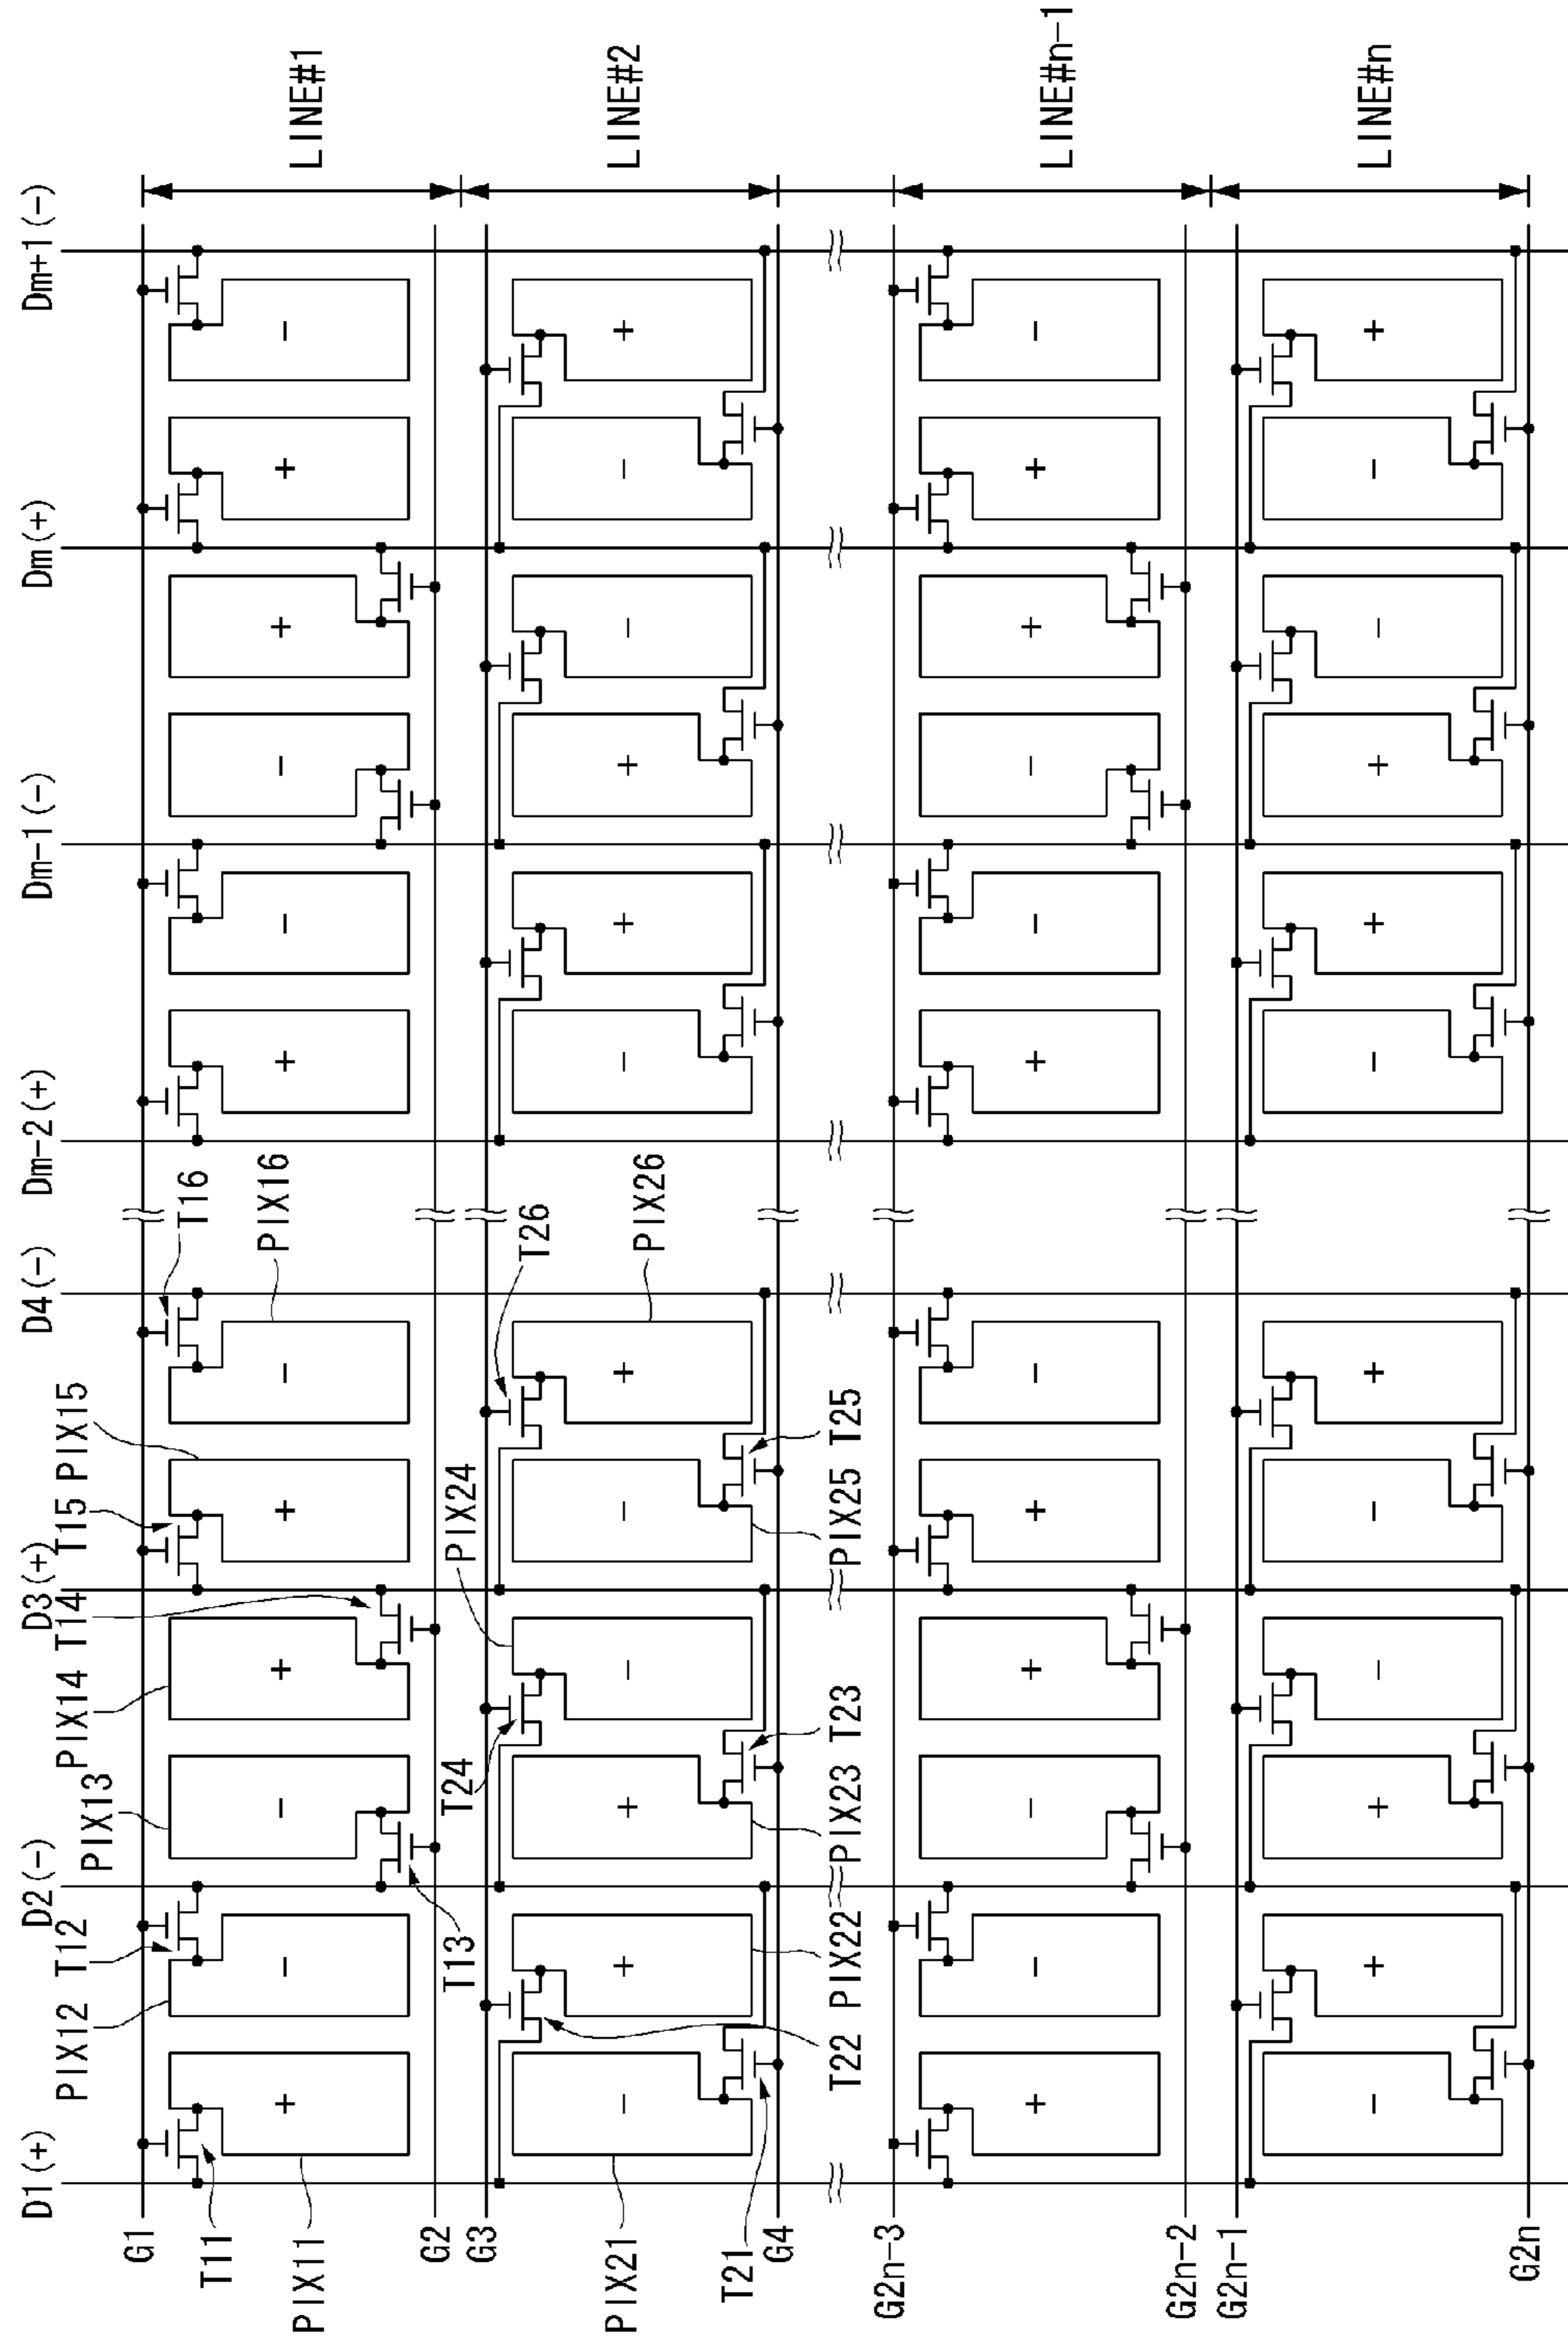 D1(+) D2(-) D3(+) D4(-) Dm-2(+) Dm-1(-) Dm(+) Dm+1(-)
PIX12 T12 PIX13 PIX14 T14 T15 PIX15 T16
G1
T11
PIX11
PIX16
LINE#1
G2
T13
G3
T24
PIX24
T26
PIX21
PIX26
LINE#2
T21
G4
T22 PIX22 PIX23 T23 PIX25 T25
G2n-3
LINE#n-1
G2n-2
G2n-1
LINE#n
G2n
+ - - + + - + - - + + -
- + + - - + - + + - - +
+ - - + + - + - - + + -
- + + - - + - + + - - +